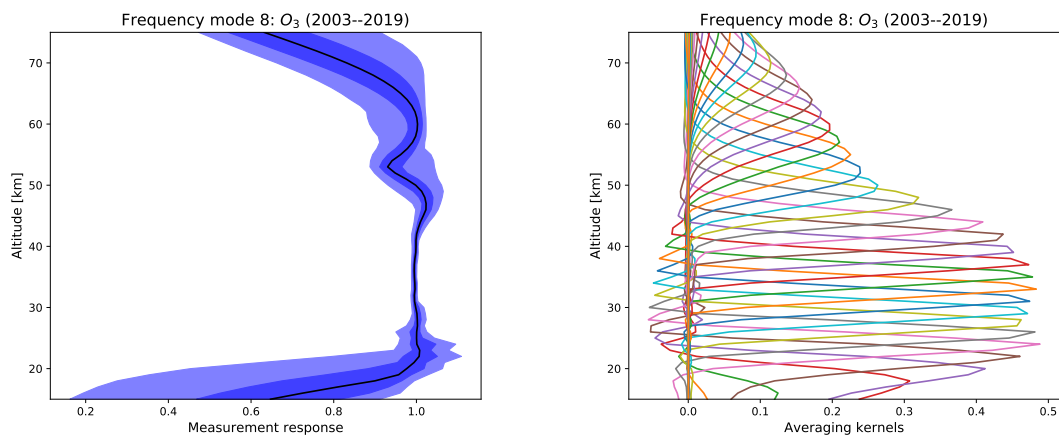 Frequency mode 8: O₃ (2003--2019)
70
60
50
40
30
20
Altitude [km]
0.2 0.4 0.6 0.8 1.0
Measurement response
Frequency mode 8: O₃ (2003--2019)
70
60
50
40
30
20
Altitude [km]
0.0 0.1 0.2 0.3 0.4 0.5
Averaging kernels